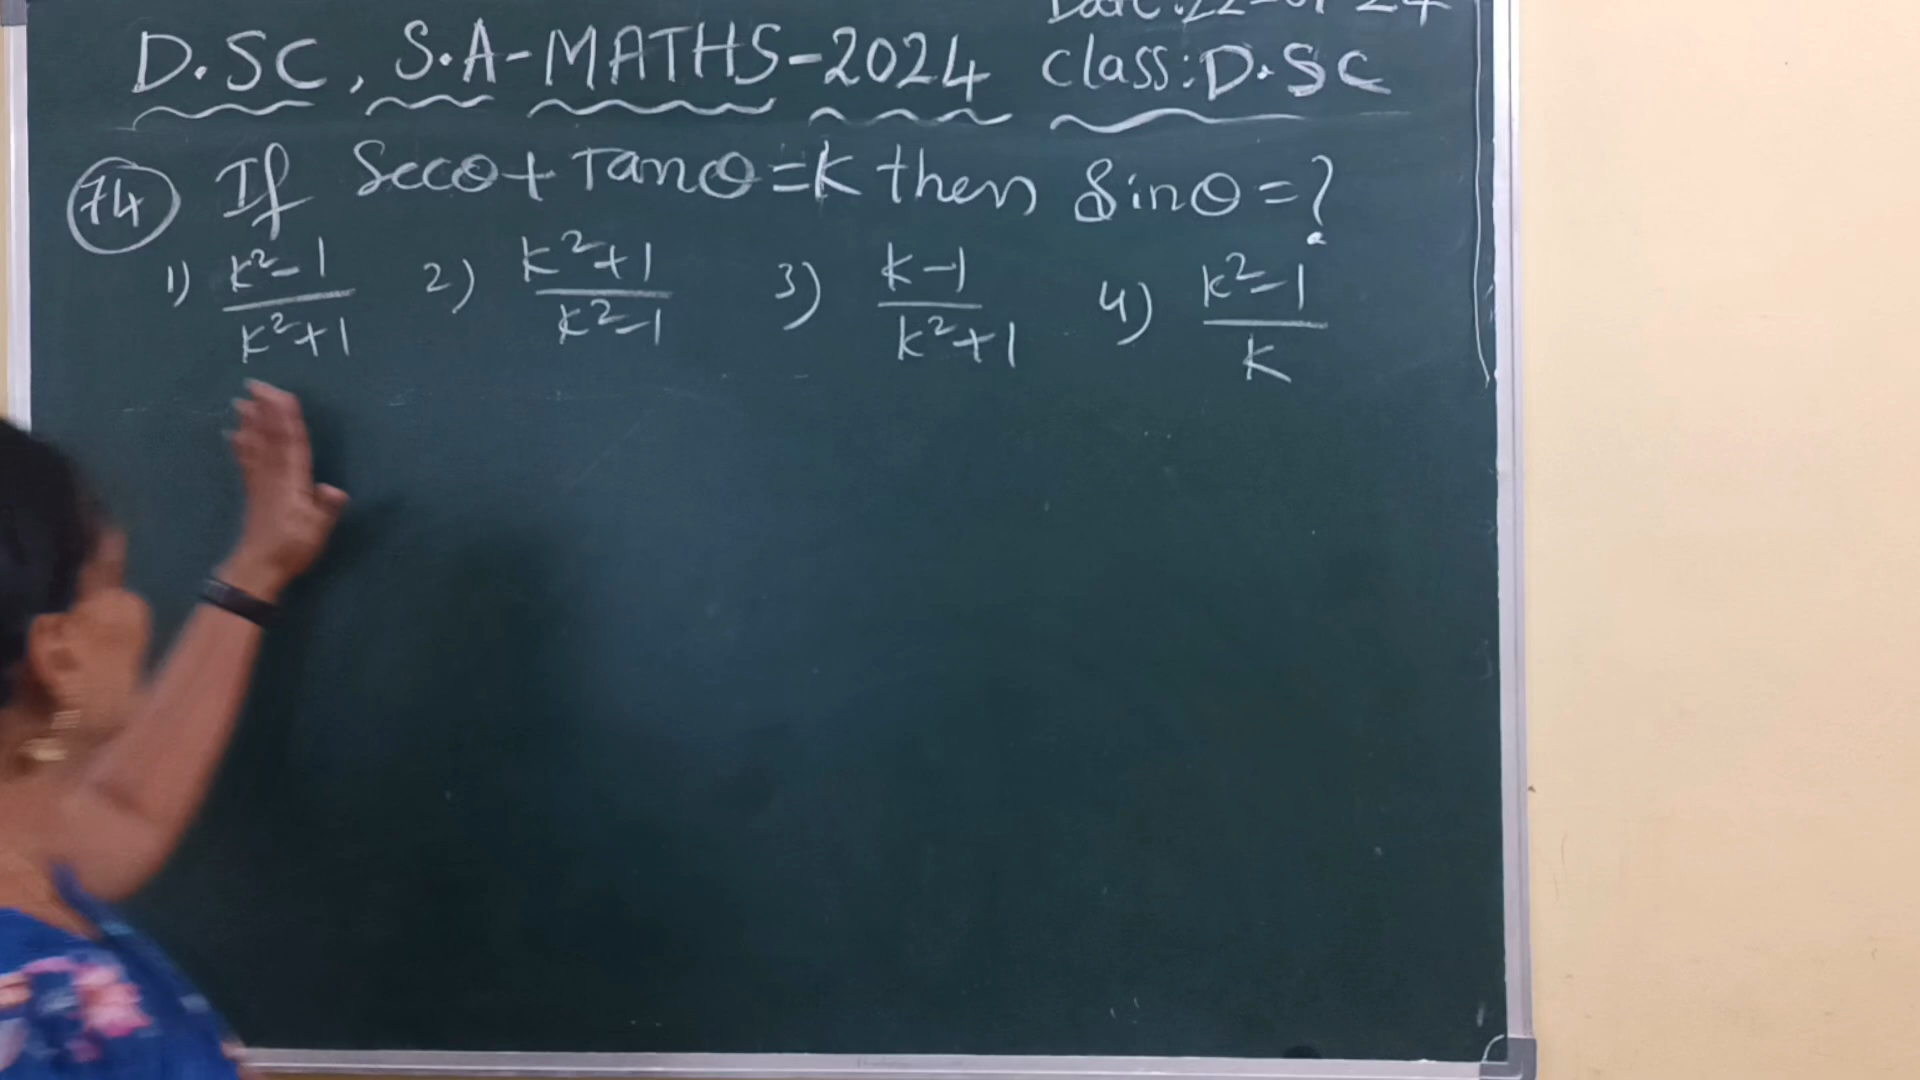 D.SC, S.A-MATHS-2024 Class:D.SC
74 If Secθ+Tanθ=K then Sinθ=?
1) K²-1/K²+1 2) K²+1/K²-1 3) K-1/K²+1 4) K²-1/K